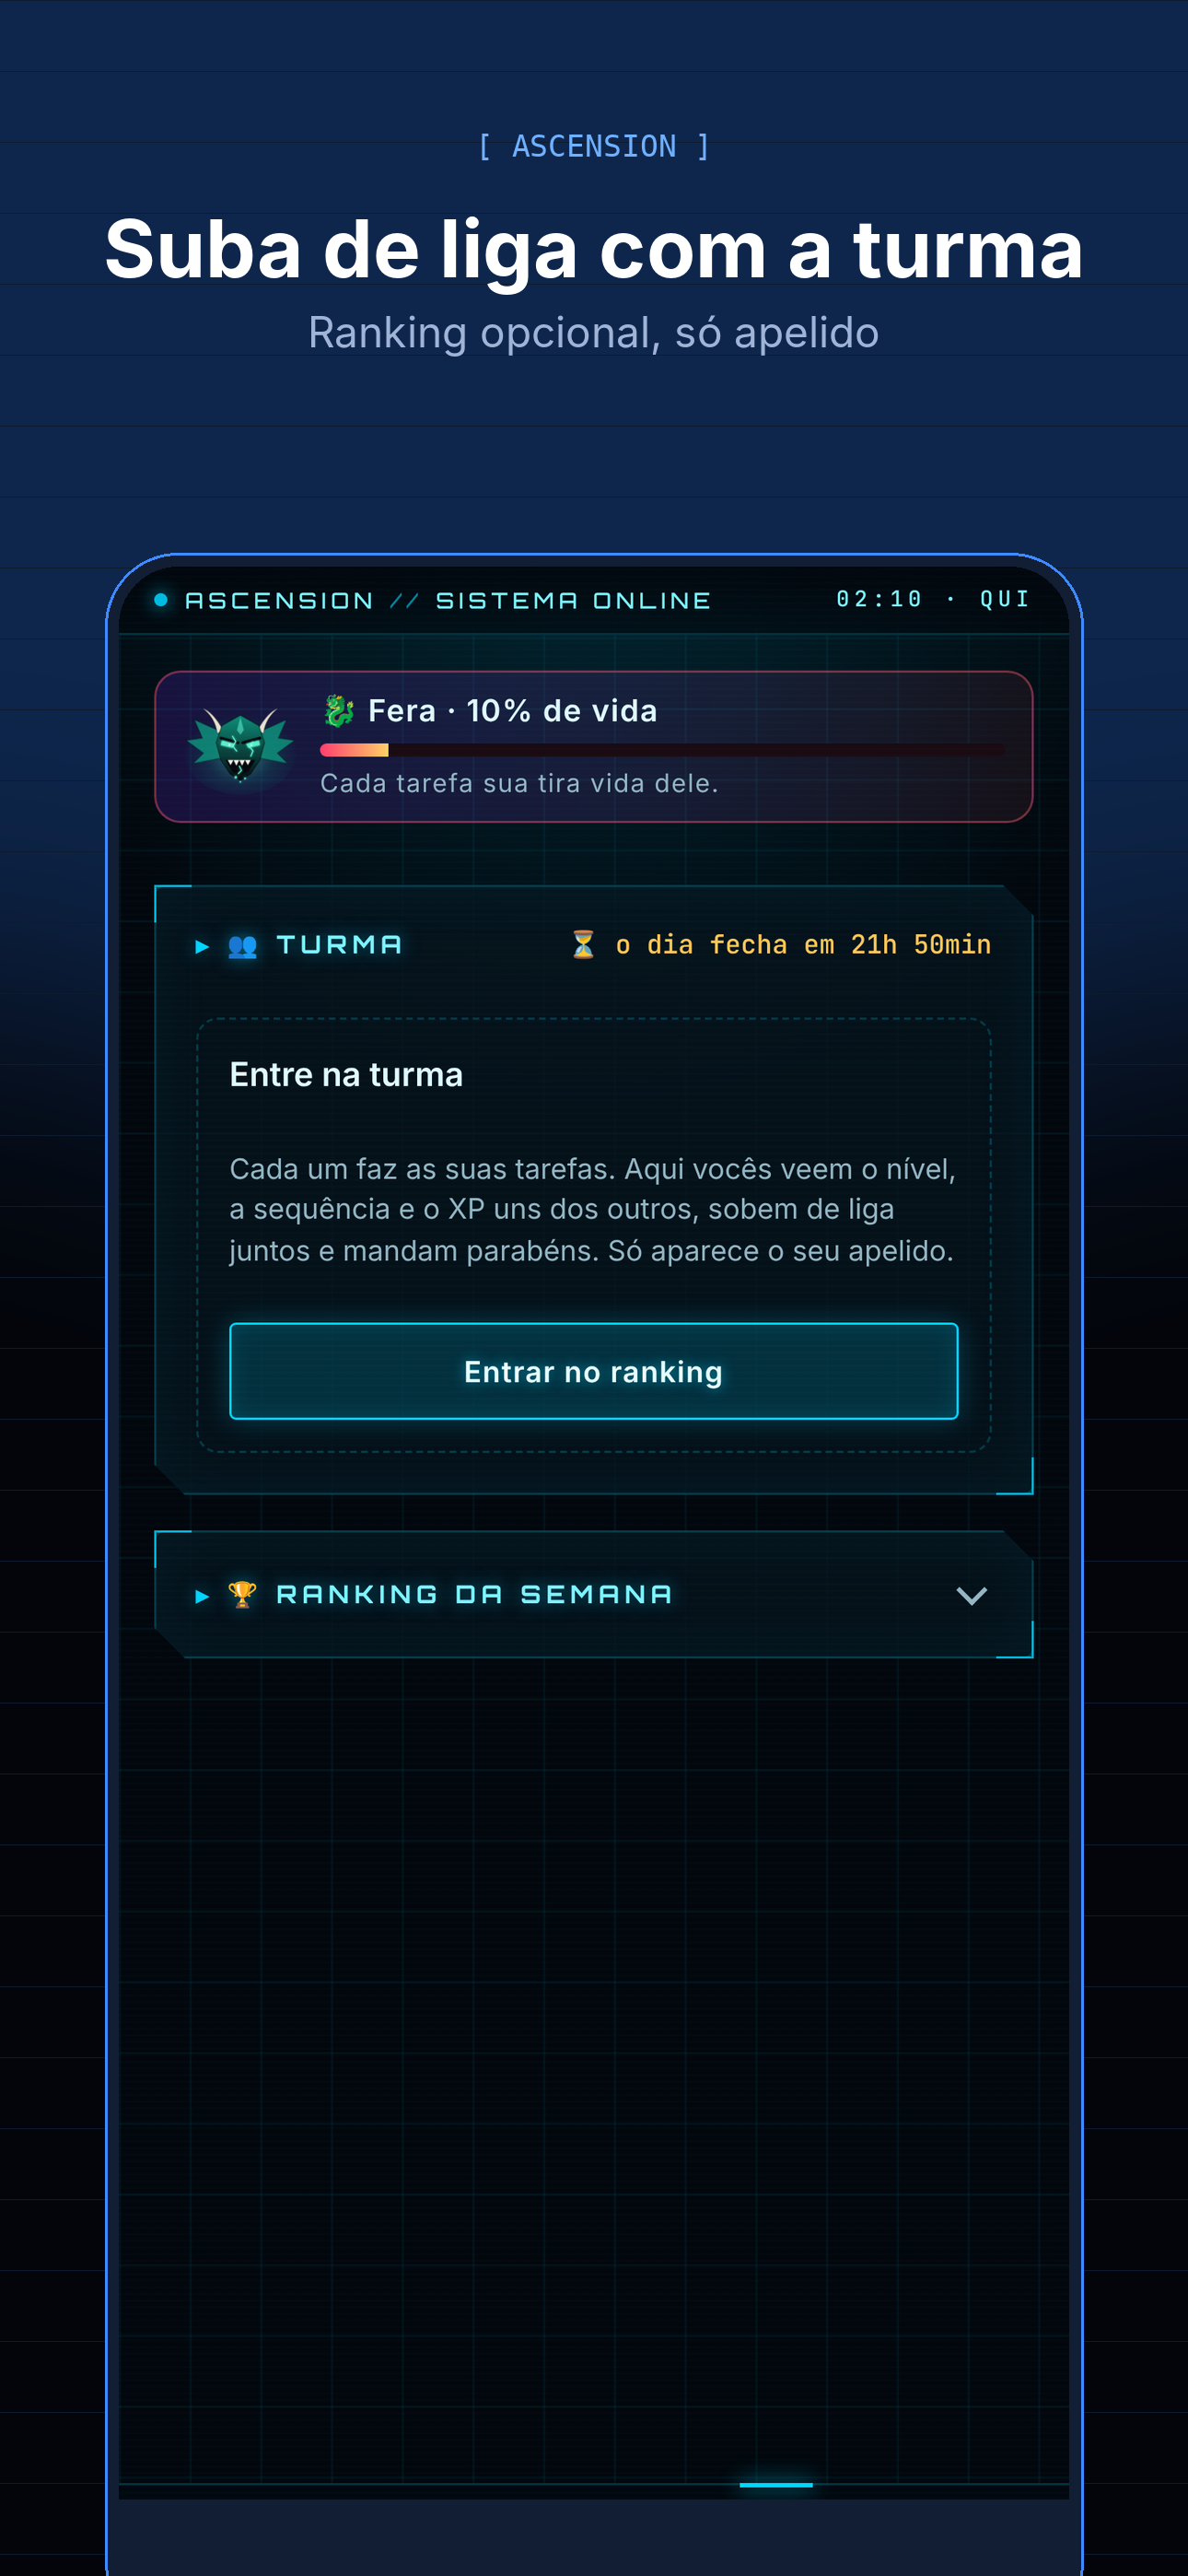 [ ASCENSION ]
Suba de liga com a turma
Ranking opcional, só apelido
ASCENSION // SISTEMA ONLINE
02:10 · QUI
🐉 Fera · 10% de vida
Cada tarefa sua tira vida dele.
▸ 👥 TURMA
⏳ o dia fecha em 21h 50min
Entre na turma
Cada um faz as suas tarefas. Aqui vocês veem o nível,
a sequência e o XP uns dos outros, sobem de liga
juntos e mandam parabéns. Só aparece o seu apelido.
Entrar no ranking
▸ 🏆 RANKING DA SEMANA